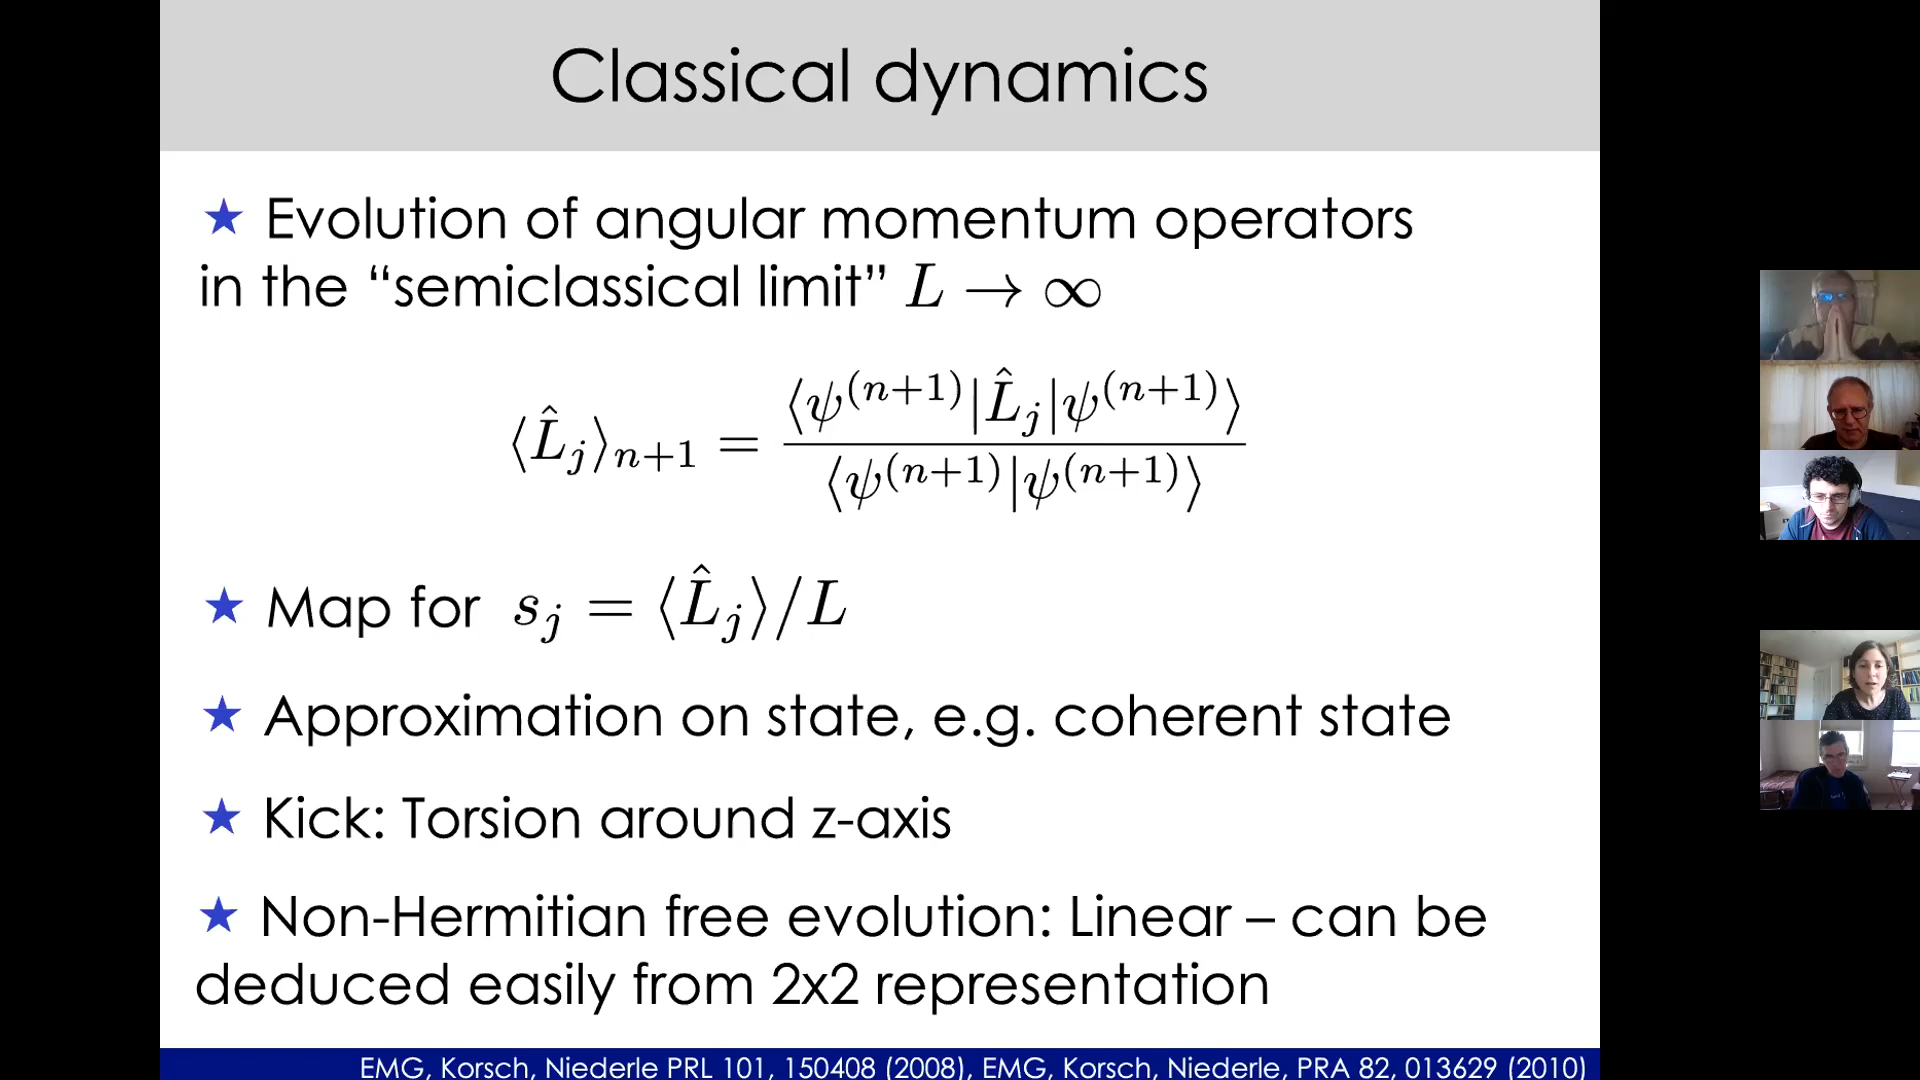 Classical dynamics
★ Evolution of angular momentum operators
in the “semiclassical limit” L → ∞
⟨L̂_j⟩_{n+1} = ⟨ψ^{(n+1)}|L̂_j|ψ^{(n+1)}⟩ / ⟨ψ^{(n+1)}|ψ^{(n+1)}⟩
★ Map for s_j = ⟨L̂_j⟩/L
★ Approximation on state, e.g. coherent state
★ Kick: Torsion around z-axis
★ Non-Hermitian free evolution: Linear – can be
deduced easily from 2x2 representation
EMG, Korsch, Niederle PRL 101, 150408 (2008), EMG, Korsch, Niederle, PRA 82, 013629 (2010)